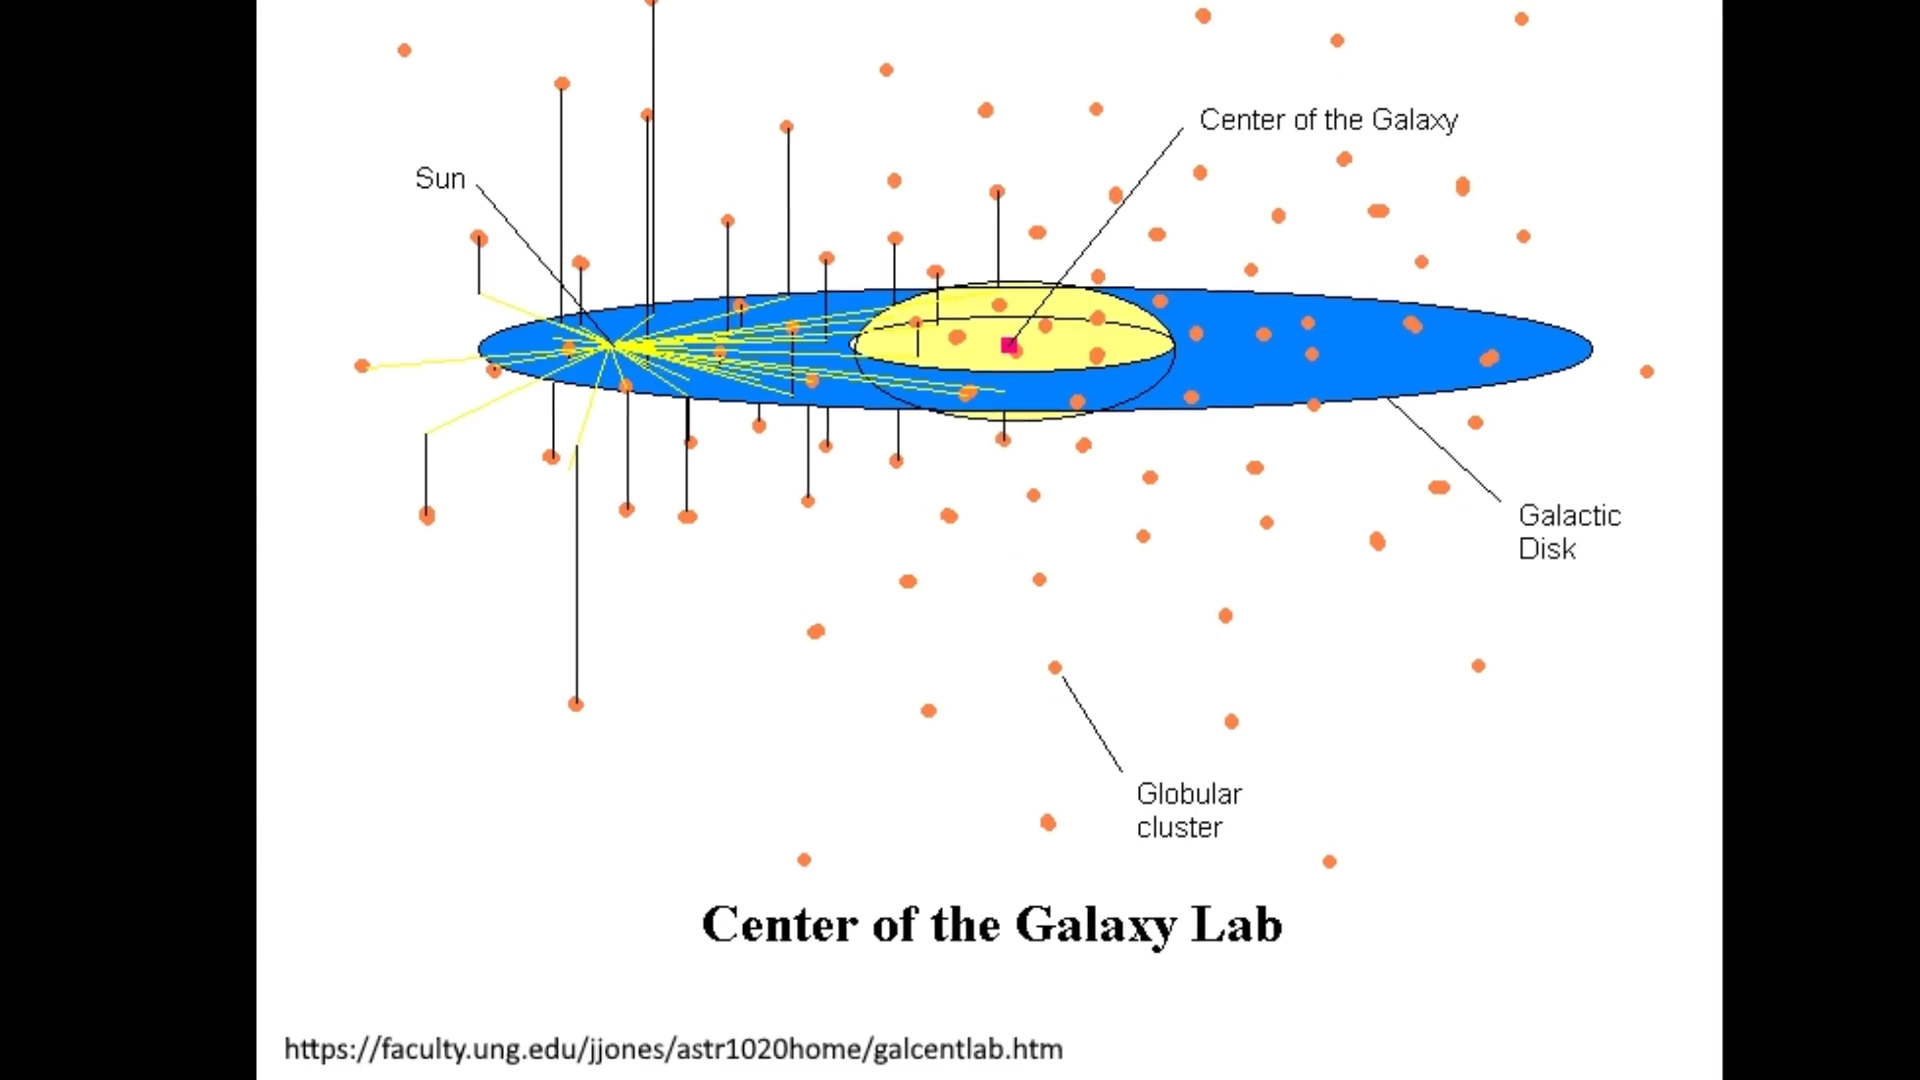 Center of the Galaxy
Sun
Galactic
Disk
Globular
cluster
Center of the Galaxy Lab
https://faculty.ung.edu/jjones/astr1020home/galcentlab.htm